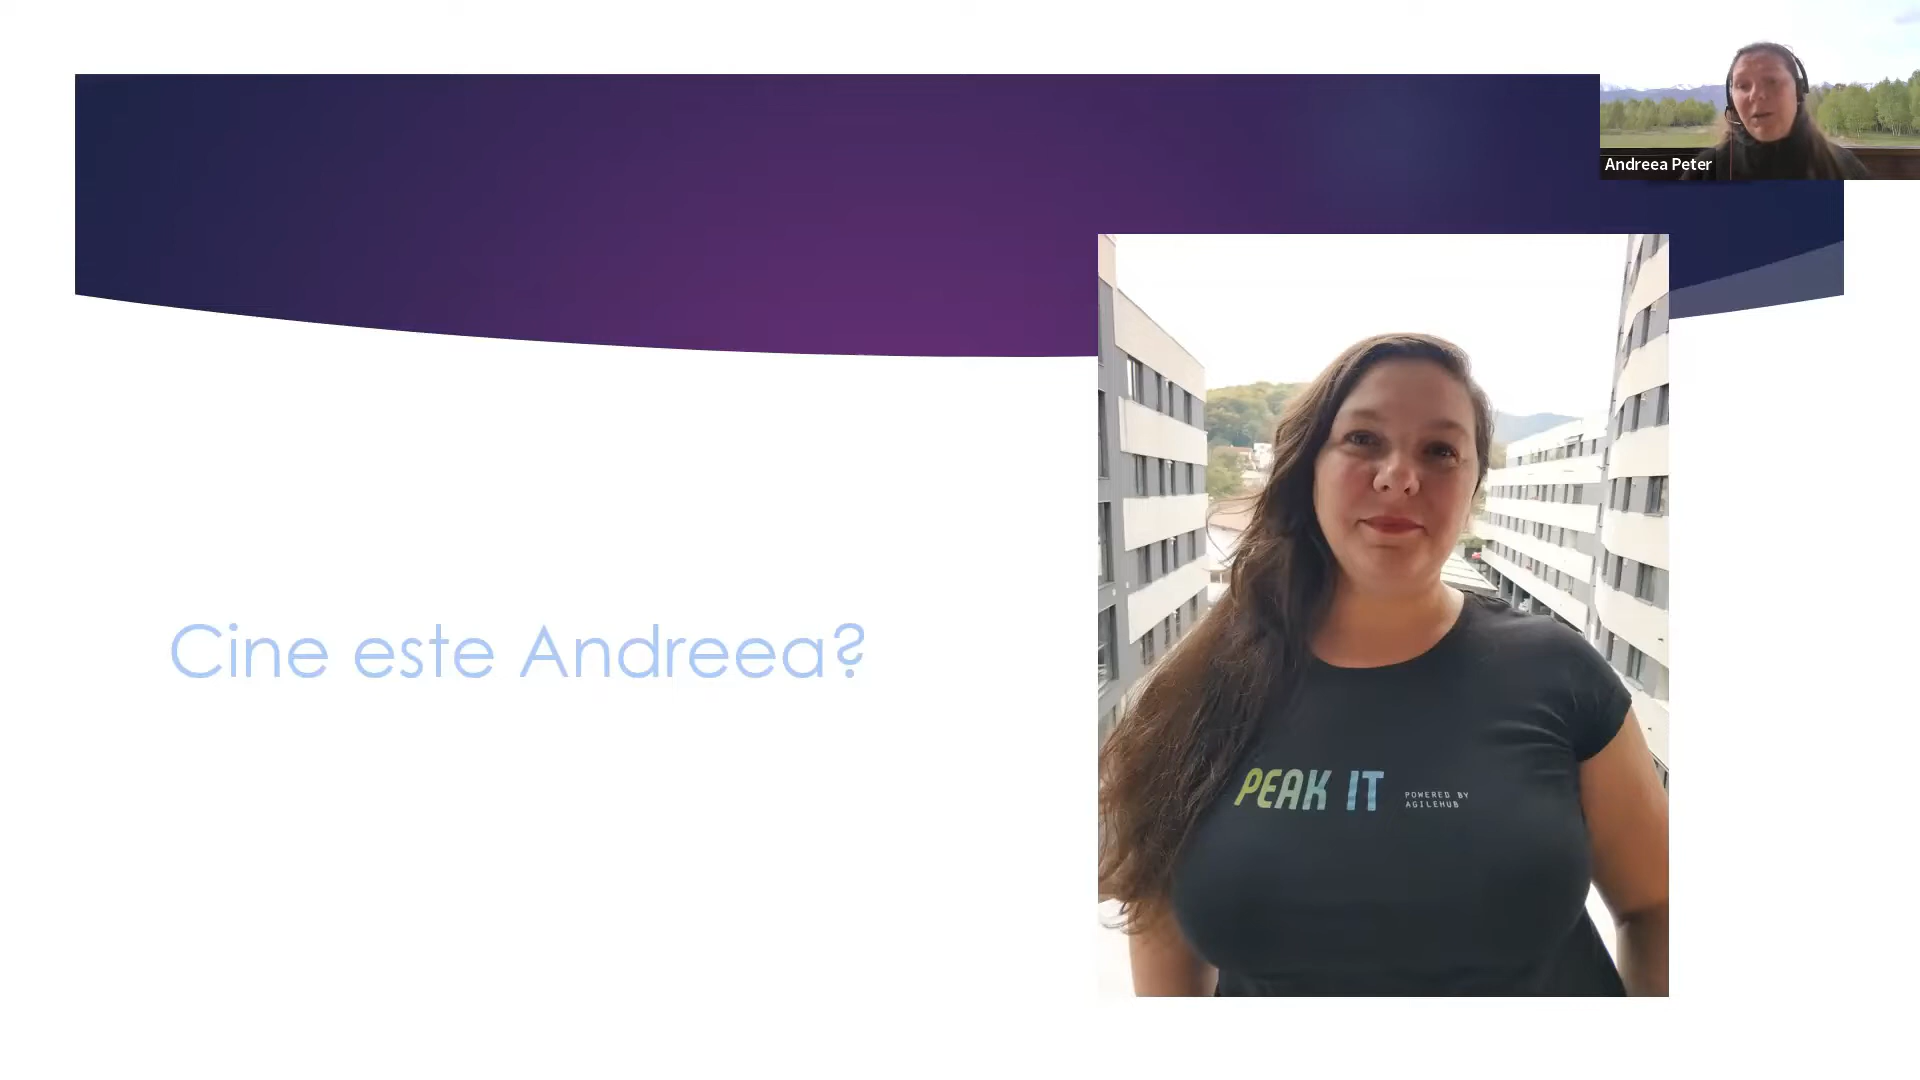 Andreea Peter
Cine este Andreea?
PEAK IT
POWERED BY
AGILEHUB